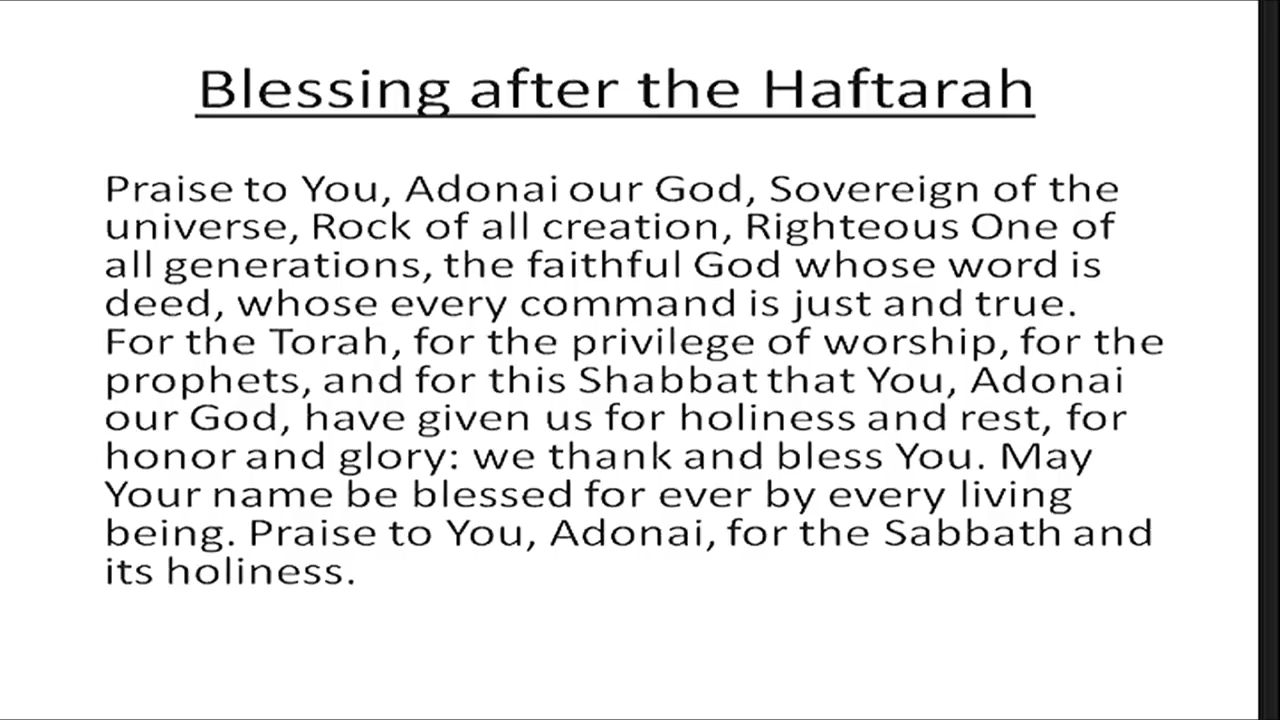 Blessing after the Haftarah
Praise to You, Adonai our God, Sovereign of the
universe, Rock of all creation, Righteous One of
all generations, the faithful God whose word is
deed, whose every command is just and true.
For the Torah, for the privilege of worship, for the
prophets, and for this Shabbat that You, Adonai
our God, have given us for holiness and rest, for
honor and glory: we thank and bless You. May
Your name be blessed for ever by every living
being. Praise to You, Adonai, for the Sabbath and
its holiness.